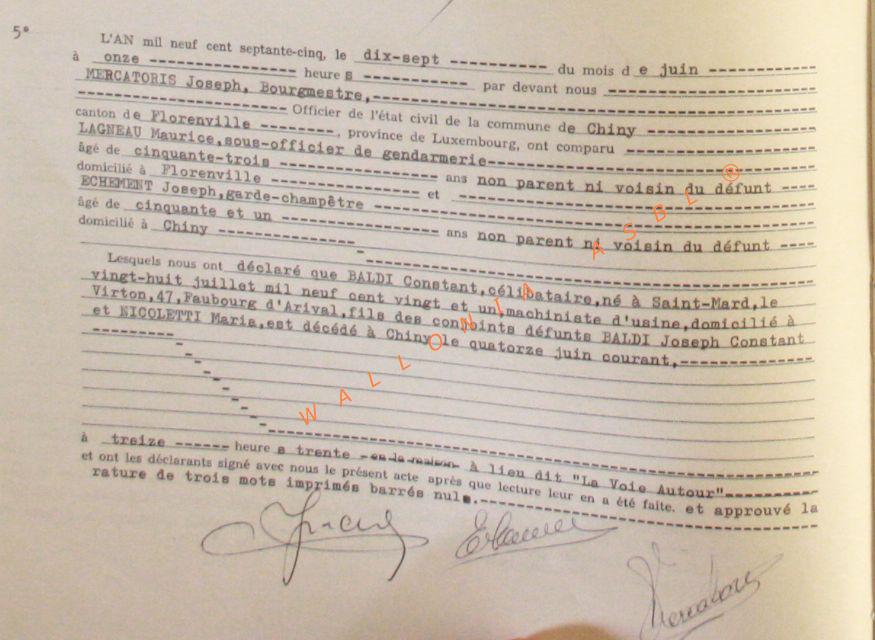 5°
L'AN mil neuf cent septante-cinq, le dix-sept ---------- du mois d e juin -----------
à onze --------------- heure s ----------- par devant nous ---------------------
MERCATORIS Joseph, Bourgmestre,---------------------------------------------
--------------------- Officier de l'état civil de la commune de Chiny -----------------
canton de Florenville --------, province de Luxembourg, ont comparu -------------------
LAGNEAU Maurice,sous-officier de gendarmerie---------------------------------
âgé de cinquante-trois ---------------- ans non parent ni voisin du défunt ----
domicilié à Florenville ---------------- et -----------------------------------
ECHEMENT Joseph,garde-champêtre ---------------------------------------------
âgé de cinquante et un ---------------- ans non parent ni voisin du défunt ----
domicilié à Chiny --------------
Lesquels nous ont déclaré que BALDI Constant,célibataire,né à Saint-Mard,le
vingt-huit juillet mil neuf cent vingt et un,machiniste d'usine,domicilié à
Virton,47,Faubourg d'Arival,fils des conjoints défunts BALDI Joseph Constant
et NICOLETTI Maria,est décédé à Chiny le quatorze juin courant,--------------
----------
à treize ------ heure s trente en la maison à lieu dit "La Voie Autour"----------
et ont les déclarants signé avec nous le présent acte après que lecture leur en a été faite. et approuvé la
rature de trois mots imprimés barrés nuls.-----------------------------------
WALLONIA ASBL ®